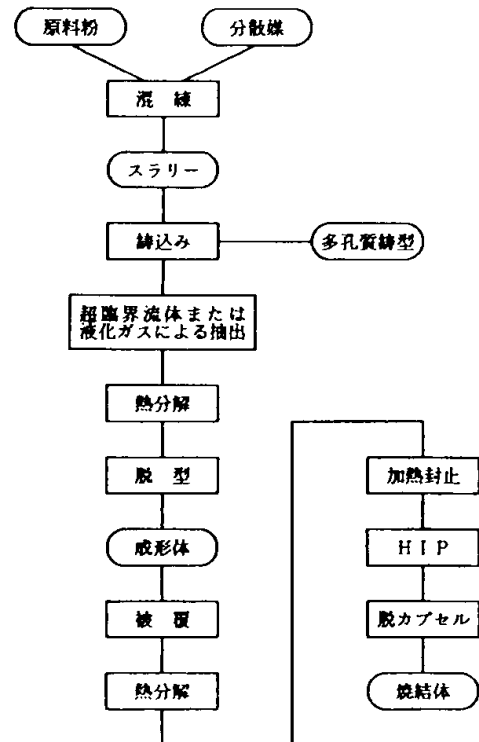 原料粉
分散媒
混練
スラリー
鋳込み
多孔質鋳型
超臨界流体または
液化ガスによる抽出
熱分解
脱型
成形体
被覆
熱分解
加熱封止
HIP
脱カプセル
焼結体